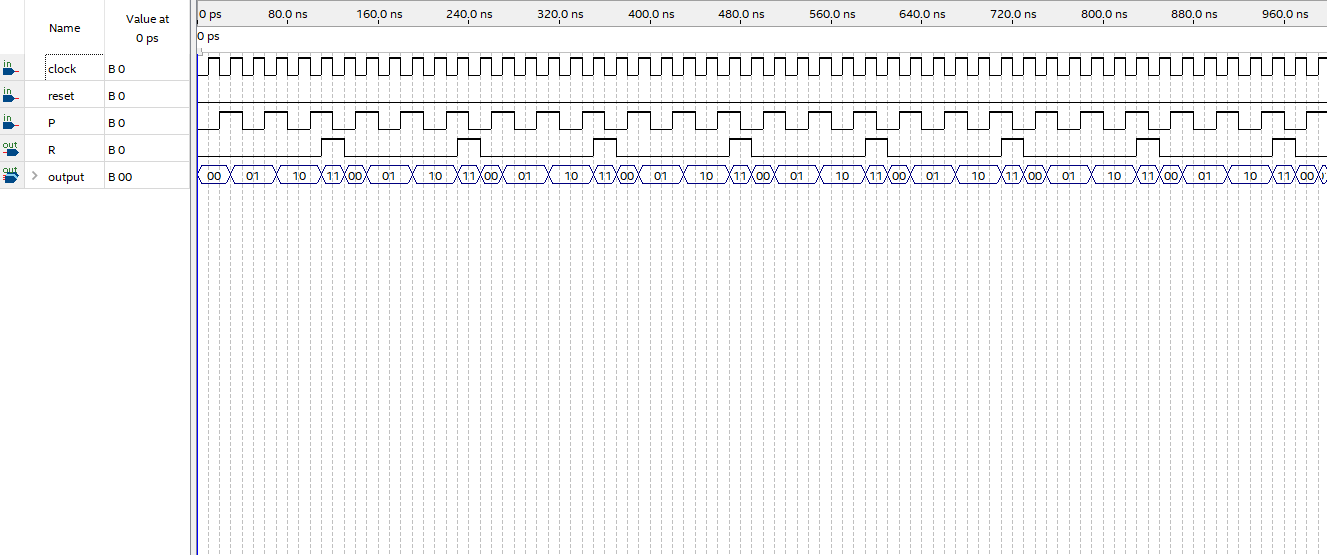 Name
Value at
0 ps
0 ps 80.0 ns 160.0 ns 240.0 ns 320.0 ns 400.0 ns 480.0 ns 560.0 ns 640.0 ns 720.0 ns 800.0 ns 880.0 ns 960.0 ns
0 ps
in clock B 0
in reset B 0
in P B 0
out R B 0
out output B 00 00 01 10 11 00 01 10 11 00 01 10 11 00 01 10 11 00 01 10 11 00 01 10 11 00 01 10 11 00 01 10 11 00